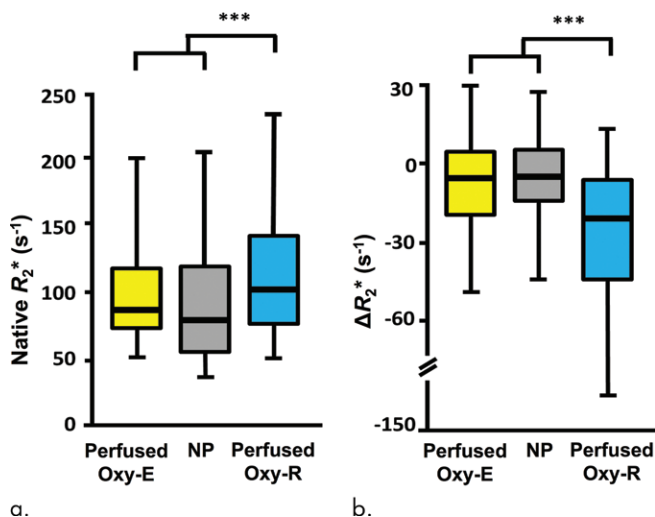 ***
250
200
150
100
50
0
Native R₂* (s⁻¹)
Perfused Oxy-E
NP
Perfused Oxy-R
a.
***
30
0
-30
-60
-150
ΔR₂* (s⁻¹)
Perfused Oxy-E
NP
Perfused Oxy-R
b.